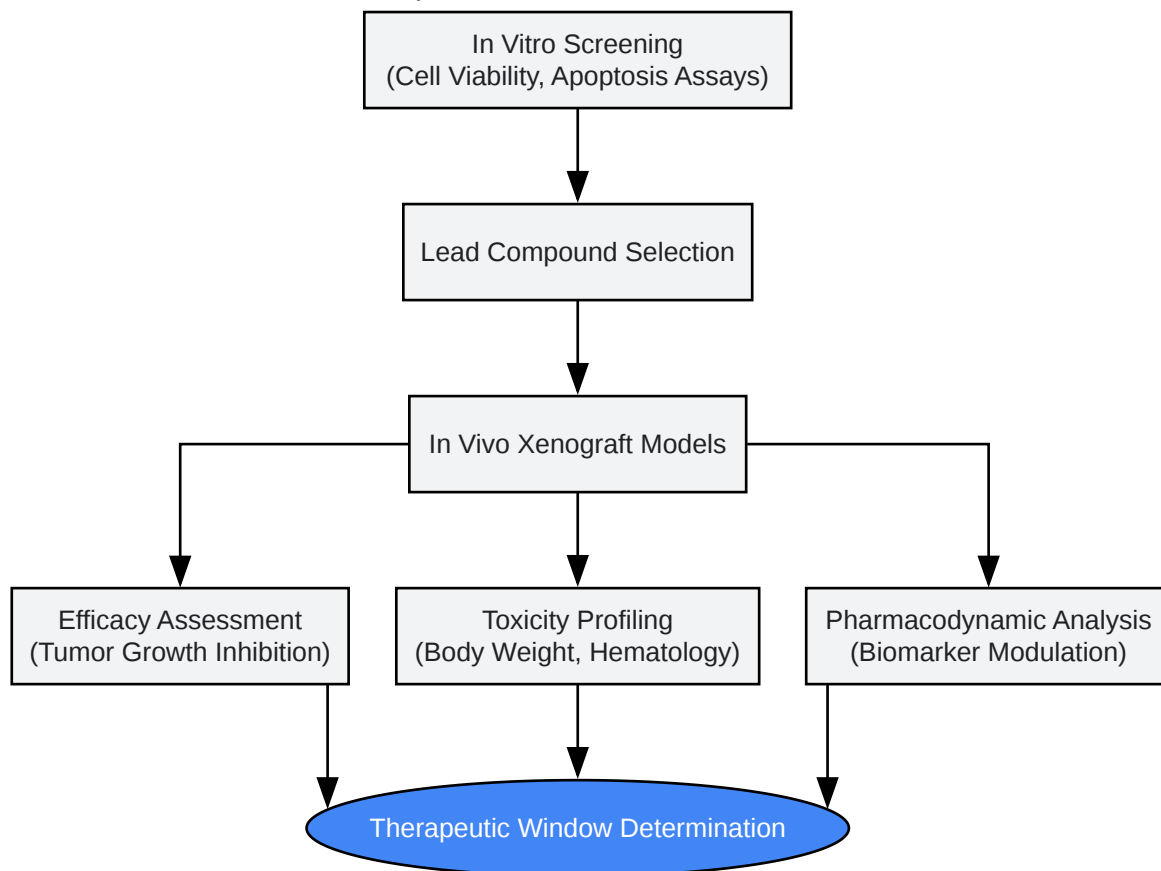 In Vitro Screening
(Cell Viability, Apoptosis Assays)
Lead Compound Selection
In Vivo Xenograft Models
Efficacy Assessment
(Tumor Growth Inhibition)
Toxicity Profiling
(Body Weight, Hematology)
Pharmacodynamic Analysis
(Biomarker Modulation)
Therapeutic Window Determination